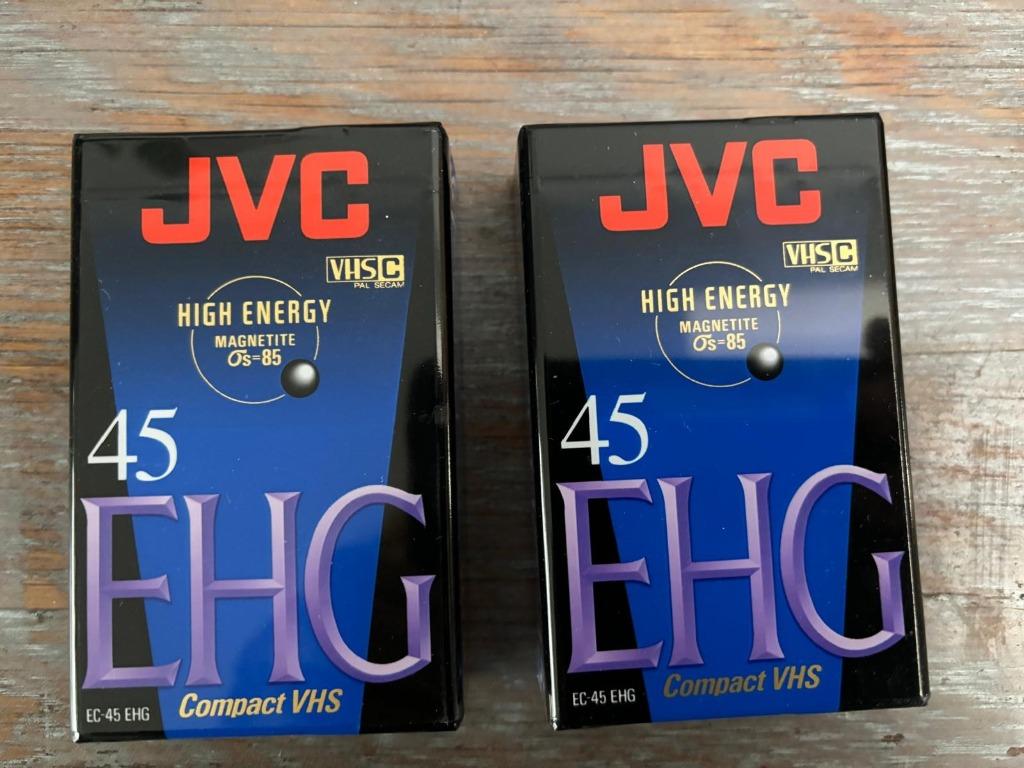 JVC
VHS C
PAL SECAM
HIGH ENERGY
MAGNETITE
σs=85
45
EHG
EC-45 EHG
Compact VHS
JVC
VHS C
PAL SECAM
HIGH ENERGY
MAGNETITE
σs=85
45
EHG
EC-45 EHG
Compact VHS